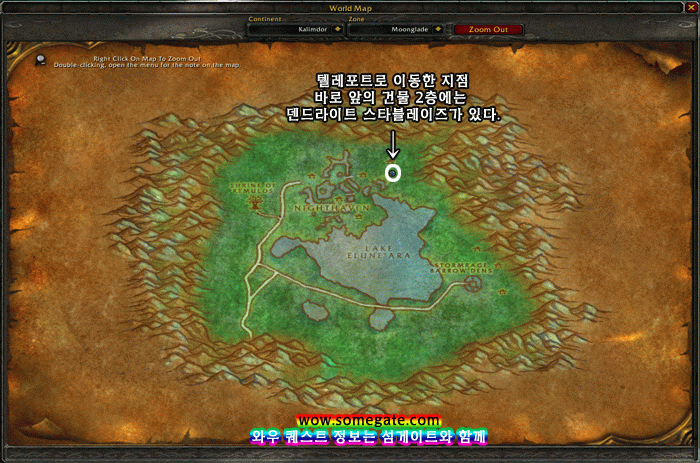 World Map
Continent
Zone
Kalimdor
Moonglade
Zoom Out
Right Click On Map To Zoom Out
Double-clicking, open the menu for the note on the map
텔레포트로 이동한 지점
바로 앞의 건물 2층에는
덴드라이트 스타블레이즈가 있다.
SHRINE OF
REMULOS
NIGHTHAVEN
LAKE
ELUNE'ARA
STORMRAGE
BARROW DENS
wow.somegate.com
와우 퀘스트 정보는 섬게이트와 함께